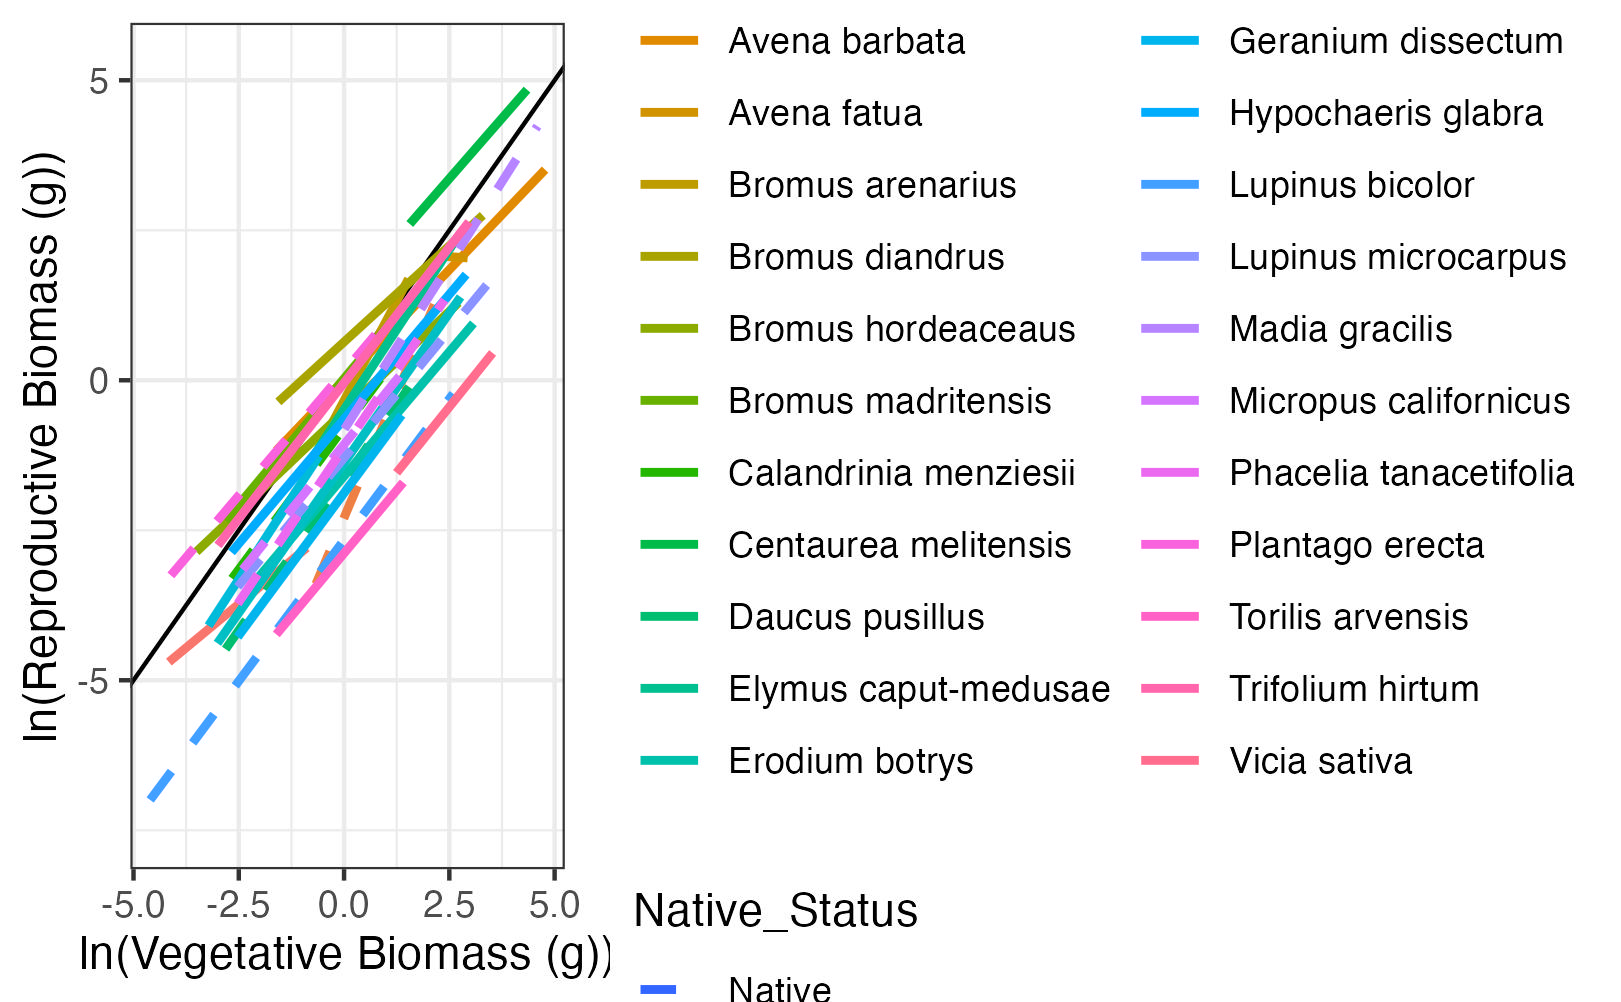 5
0
-5
-5.0 -2.5 0.0 2.5 5.0
ln(Vegetative Biomass (g))
ln(Reproductive Biomass (g))
Avena barbata
Avena fatua
Bromus arenarius
Bromus diandrus
Bromus hordeaceaus
Bromus madritensis
Calandrinia menziesii
Centaurea melitensis
Daucus pusillus
Elymus caput-medusae
Erodium botrys
Geranium dissectum
Hypochaeris glabra
Lupinus bicolor
Lupinus microcarpus
Madia gracilis
Micropus californicus
Phacelia tanacetifolia
Plantago erecta
Torilis arvensis
Trifolium hirtum
Vicia sativa
Native_Status
Native